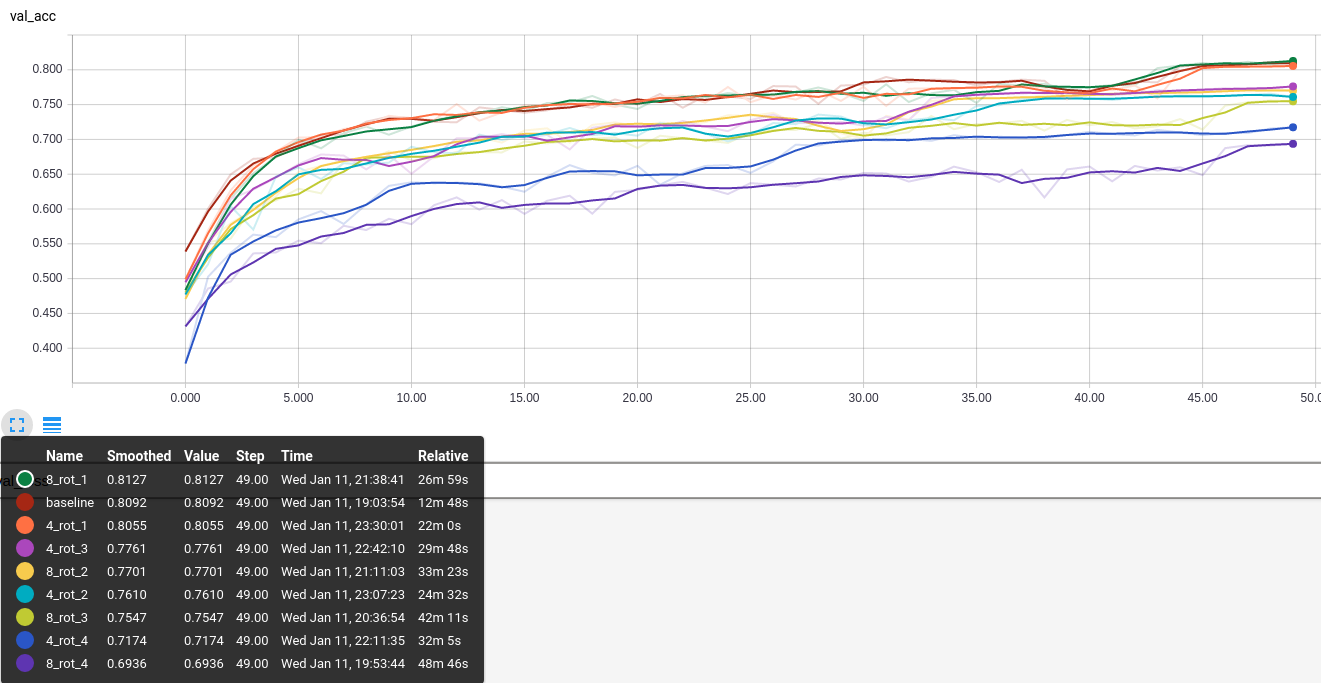 val_acc
0.800
0.750
0.700
0.650
0.600
0.550
0.500
0.450
0.400
0.000 5.000 10.00 15.00 20.00 25.00 30.00 35.00 40.00 45.00 50.0
Name Smoothed Value Step Time Relative
8_rot_1 0.8127 0.8127 49.00 Wed Jan 11, 21:38:41 26m 59s
baseline 0.8092 0.8092 49.00 Wed Jan 11, 19:03:54 12m 48s
4_rot_1 0.8055 0.8055 49.00 Wed Jan 11, 23:30:01 22m 0s
4_rot_3 0.7761 0.7761 49.00 Wed Jan 11, 22:42:10 29m 48s
8_rot_2 0.7701 0.7701 49.00 Wed Jan 11, 21:11:03 33m 23s
4_rot_2 0.7610 0.7610 49.00 Wed Jan 11, 23:07:23 24m 32s
8_rot_3 0.7547 0.7547 49.00 Wed Jan 11, 20:36:54 42m 11s
4_rot_4 0.7174 0.7174 49.00 Wed Jan 11, 22:11:35 32m 5s
8_rot_4 0.6936 0.6936 49.00 Wed Jan 11, 19:53:44 48m 46s